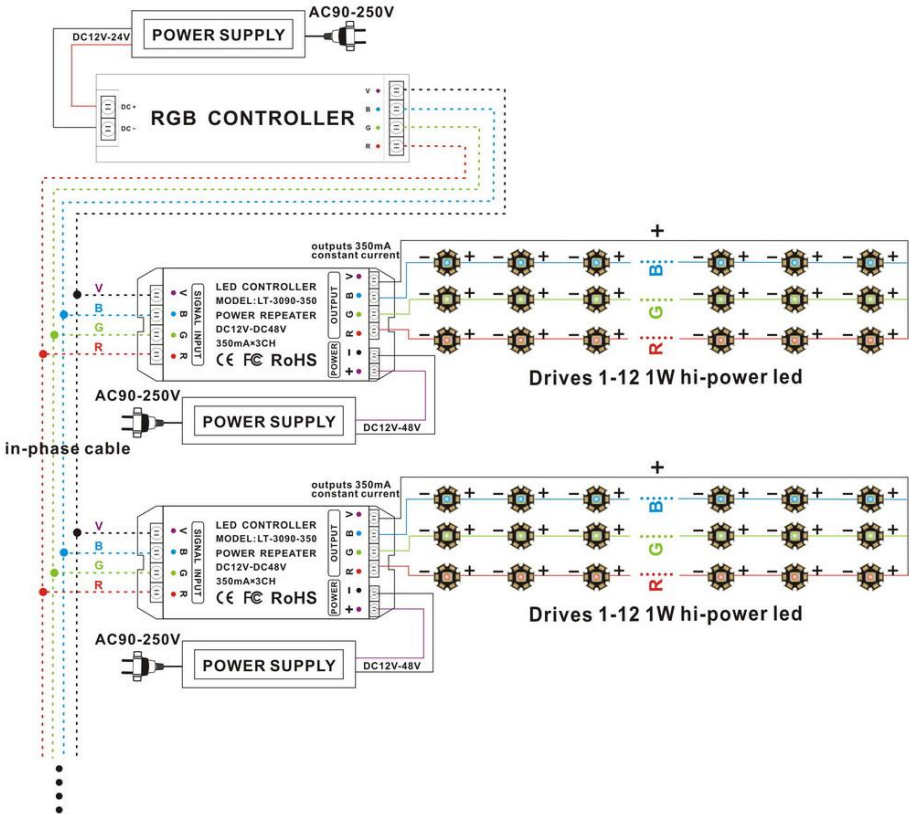 AC90-250V
DC12V-24V
POWER SUPPLY
DC+
DC-
RGB CONTROLLER
V
B
G
R
outputs 350mA
constant current
+
V
B
G
R
SIGNAL INPUT
V
B
G
R
LED CONTROLLER
MODEL: LT-3090-350
POWER REPEATER
DC12V-DC48V
350mA×3CH
CE FC RoHS
OUTPUT
V
B
G
R
POWER
−
+
− + − + − + B − + − + − +
− + − + − + G − + − + − +
− + − + − + R − + − + − +
Drives 1-12 1W hi-power led
AC90-250V
POWER SUPPLY
DC12V-48V
in-phase cable
outputs 350mA
constant current
+
V
B
G
R
SIGNAL INPUT
V
B
G
R
LED CONTROLLER
MODEL: LT-3090-350
POWER REPEATER
DC12V-DC48V
350mA×3CH
CE FC RoHS
OUTPUT
V
B
G
R
POWER
−
+
− + − + − + B − + − + − +
− + − + − + G − + − + − +
− + − + − + R − + − + − +
Drives 1-12 1W hi-power led
AC90-250V
POWER SUPPLY
DC12V-48V